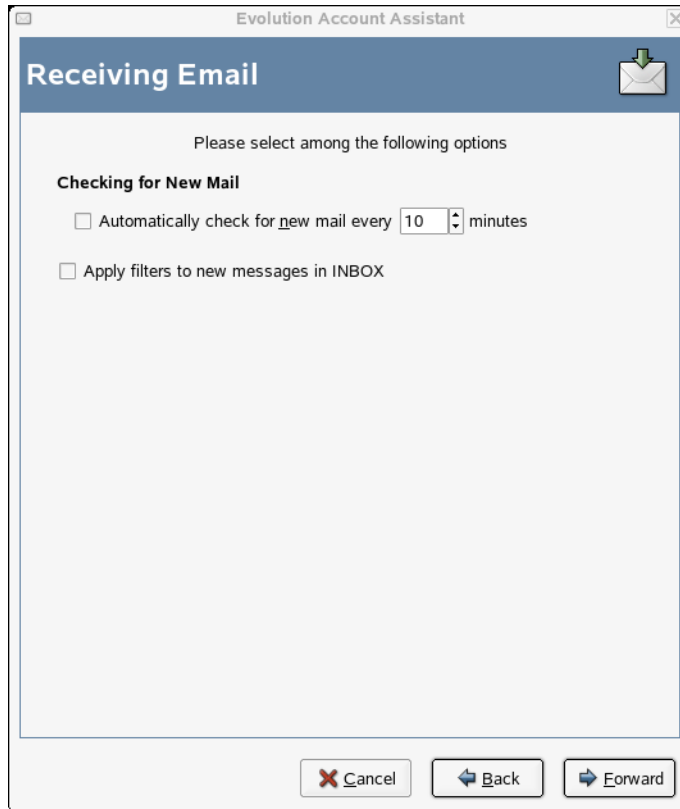 Evolution Account Assistant
Receiving Email
Please select among the following options
Checking for New Mail
Automatically check for new mail every 10 minutes
Apply filters to new messages in INBOX
Cancel Back Forward